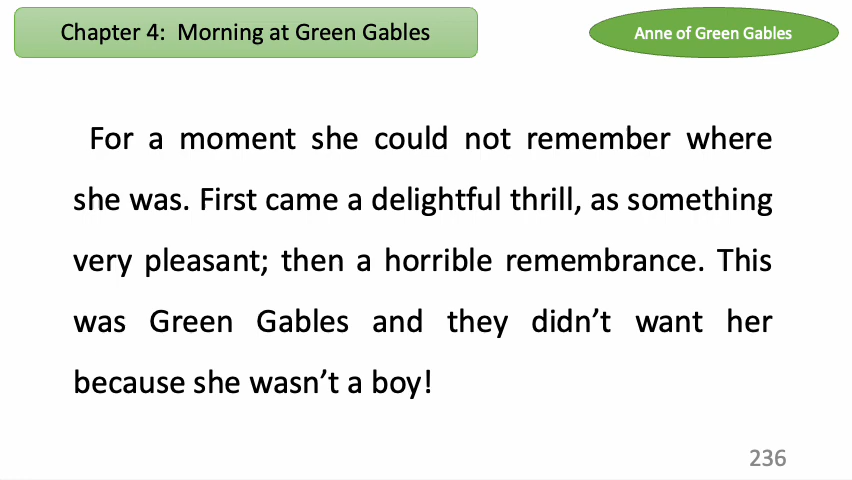 Chapter 4:  Morning at Green Gables
Anne of Green Gables
For a moment she could not remember where
she was. First came a delightful thrill, as something
very pleasant; then a horrible remembrance. This
was Green Gables and they didn’t want her
because she wasn’t a boy!
236